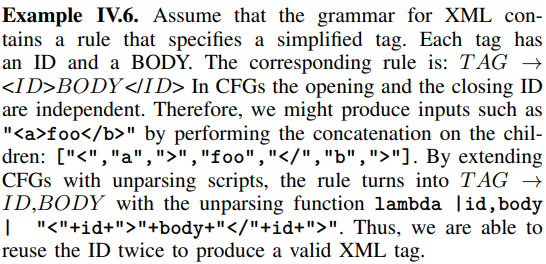 Example IV.6. Assume that the grammar for XML con-
tains a rule that specifies a simplified tag. Each tag has
an ID and a BODY. The corresponding rule is: TAG →
<ID>BODY</ID> In CFGs the opening and the closing ID
are independent. Therefore, we might produce inputs such as
"<a>foo</b>" by performing the concatenation on the chil-
dren: ["<","a",">","foo","</","b",">"]. By extending
CFGs with unparsing scripts, the rule turns into TAG →
ID,BODY with the unparsing function lambda |id,body
| "<"+id+">"+body+"</"+id+">". Thus, we are able to
reuse the ID twice to produce a valid XML tag.